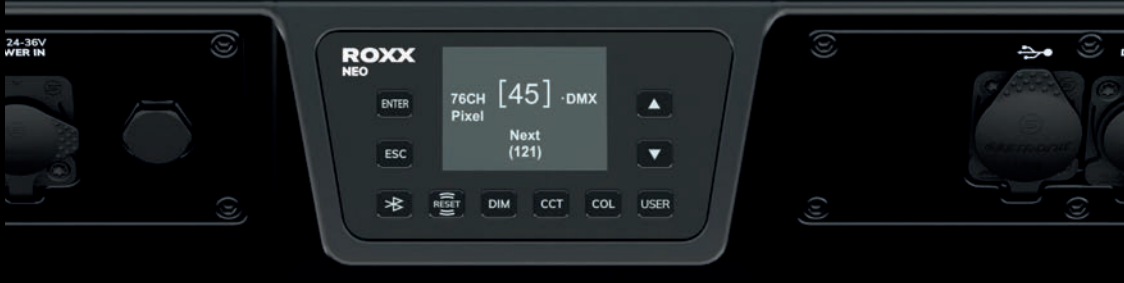 24-36V
WER IN
ROXX
NEO
ENTER
ESC
76CH [45] ·DMX
Pixel
Next
(121)
▲
▼
RESET
DIM
CCT
COL
USER